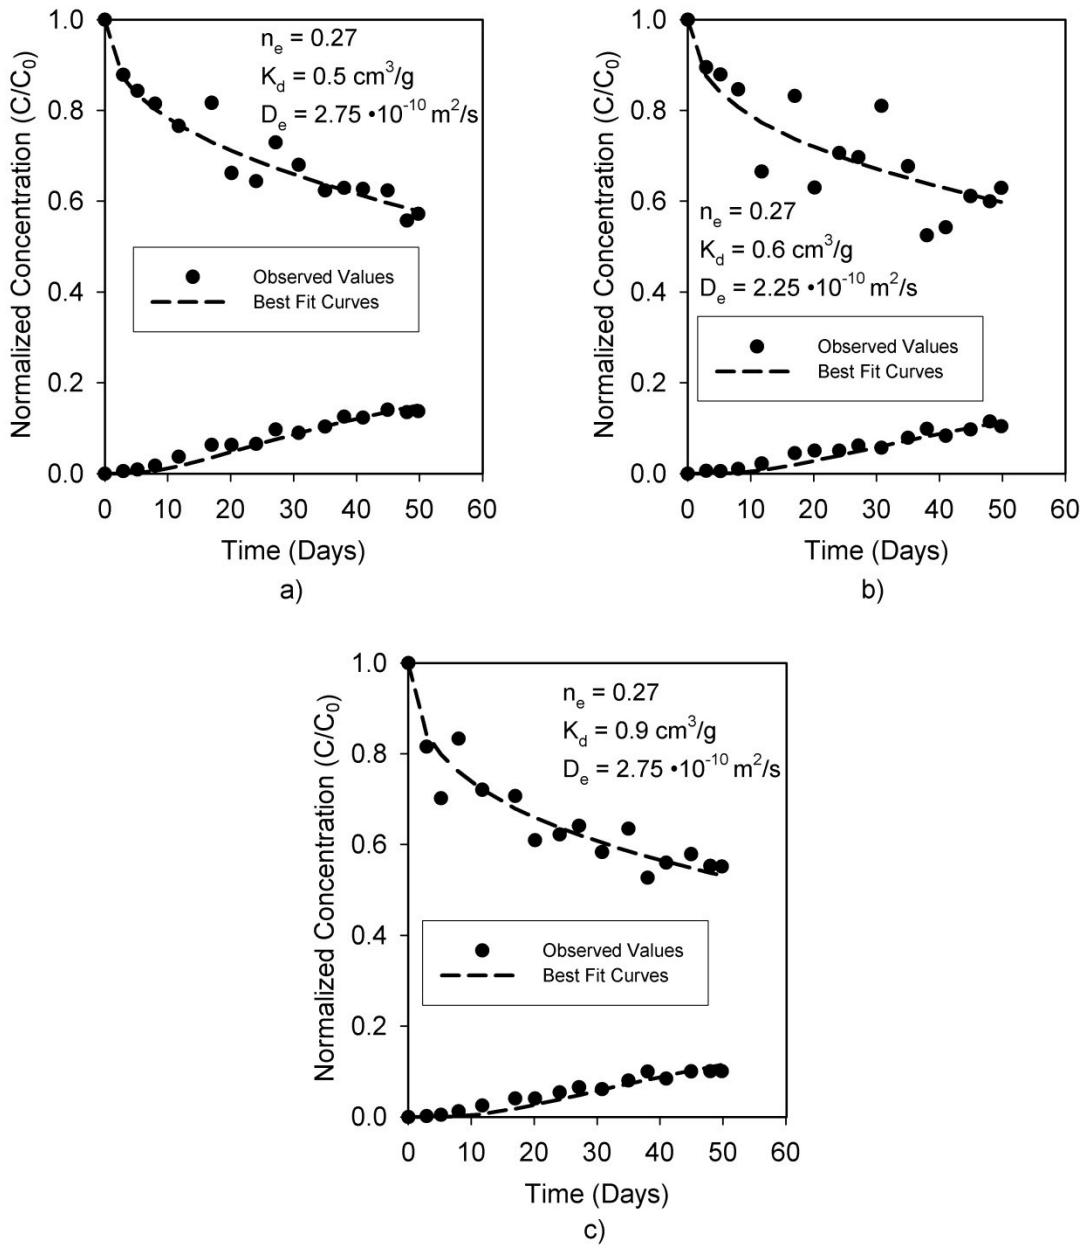 Normalized Concentration (C/C₀)
1.0
0.8
0.6
0.4
0.2
0.0
nₑ = 0.27
K_d = 0.5 cm³/g
Dₑ = 2.75 •10⁻¹⁰ m²/s
Observed Values
Best Fit Curves
0 10 20 30 40 50 60
Time (Days)
a)
Normalized Concentration (C/C₀)
1.0
0.8
0.6
0.4
0.2
0.0
nₑ = 0.27
K_d = 0.6 cm³/g
Dₑ = 2.25 •10⁻¹⁰ m²/s
Observed Values
Best Fit Curves
0 10 20 30 40 50 60
Time (Days)
b)
Normalized Concentration (C/C₀)
1.0
0.8
0.6
0.4
0.2
0.0
nₑ = 0.27
K_d = 0.9 cm³/g
Dₑ = 2.75 •10⁻¹⁰ m²/s
Observed Values
Best Fit Curves
0 10 20 30 40 50 60
Time (Days)
c)